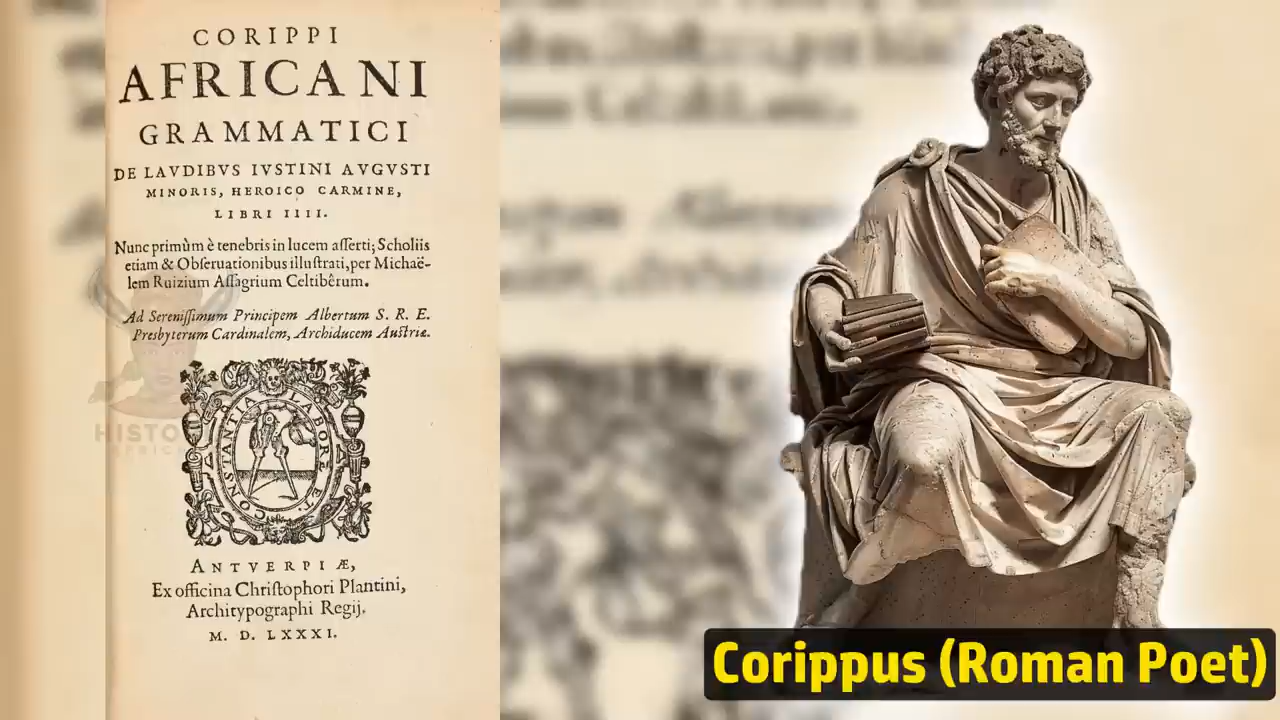 CORIPPI
AFRICANI
GRAMMATICI
DE LAVDIBVS IVSTINI AVGVSTI
MINORIS, HEROICO CARMINE,
LIBRI IIII.
Nunc primùm è tenebris in lucem aſſerti; Scholiis
etiam & Obſeruationibus illuſtrati, per Michaë-
lem Ruizium Aſſagrium Celtibêrum.
Ad Sereniſſimum Principem Albertum S. R. E.
Presbyterum Cardinalem, Archiducem Auſtriæ.
CONSTANTIA ET LABORE
ANTVERPIÆ,
Ex officina Chriſtophori Plantini,
Architypographi Regij.
M. D. LXXXI.
Corippus (Roman Poet)